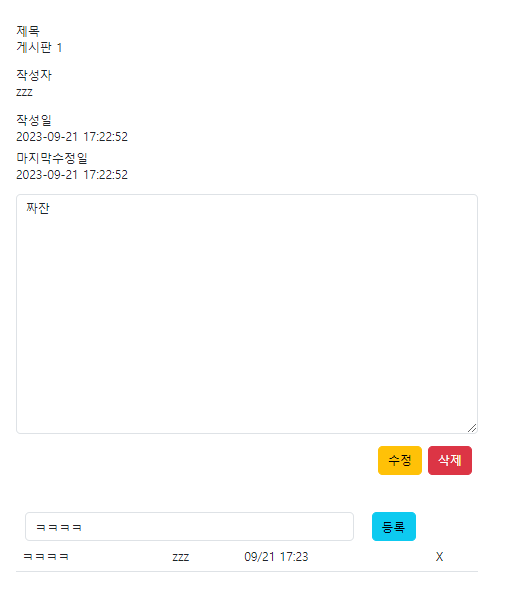 제목
게시판 1
작성자
zzz
작성일
2023-09-21 17:22:52
마지막수정일
2023-09-21 17:22:52
짜잔
수정 삭제
ㅋㅋㅋㅋ 등록
ㅋㅋㅋㅋ zzz 09/21 17:23 X